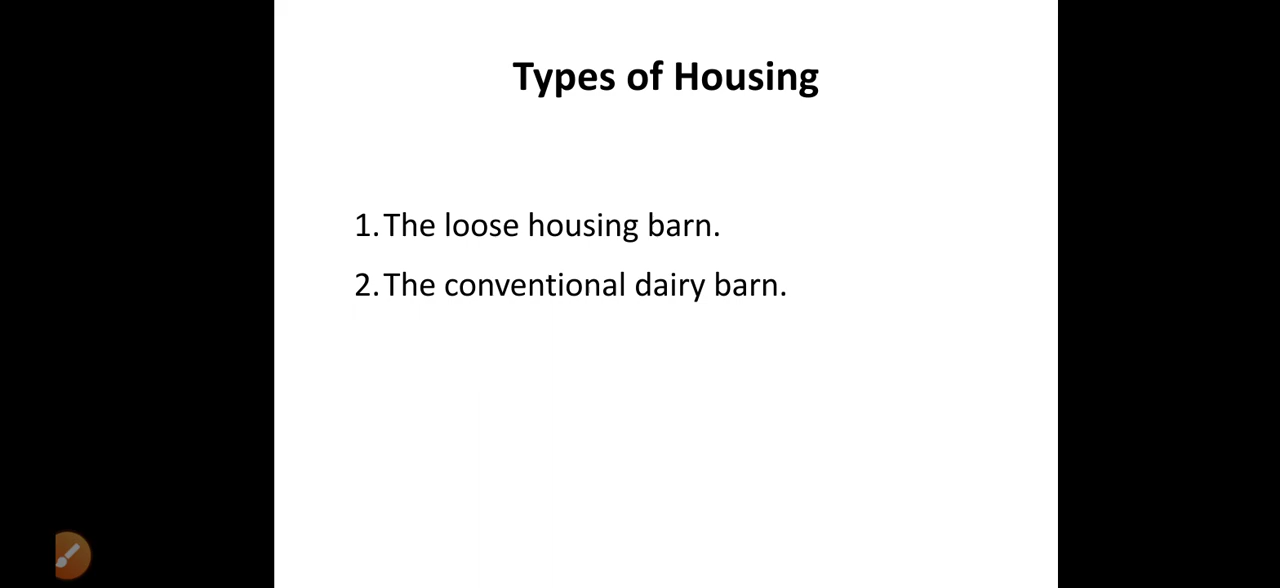 Types of Housing
1. The loose housing barn.
2. The conventional dairy barn.